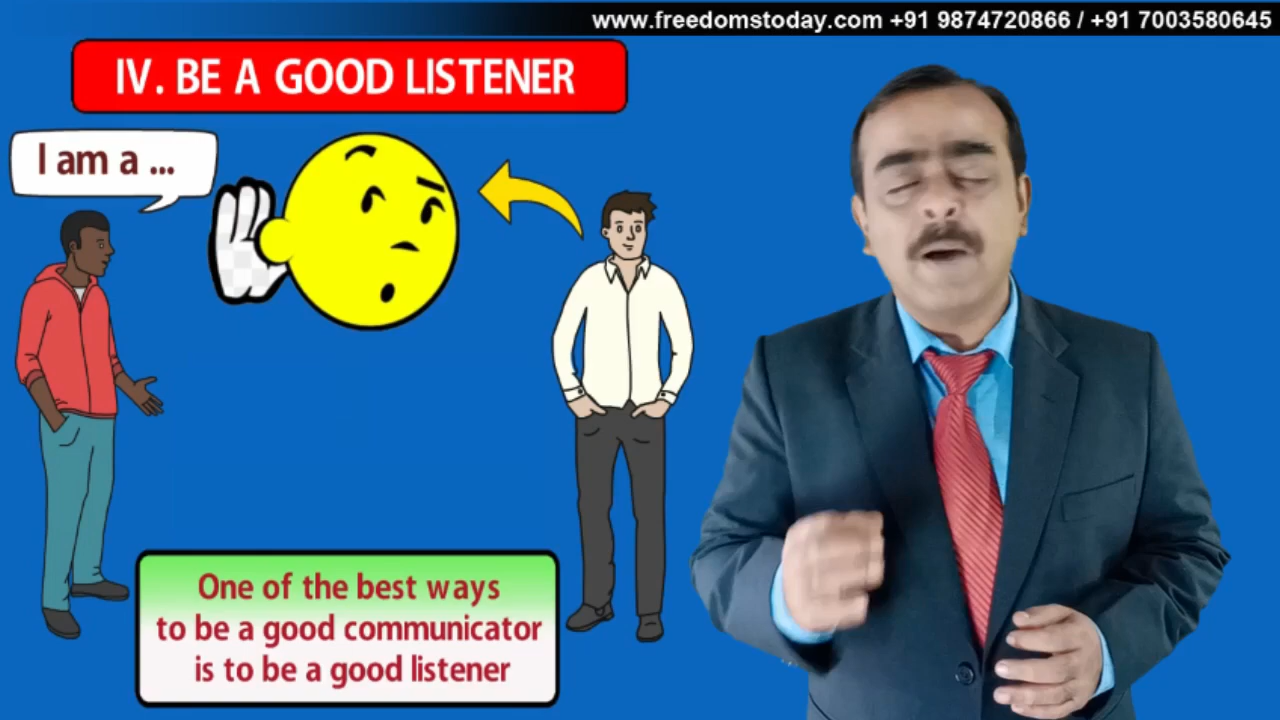 www.freedomstoday.com +91 9874720866 / +91 7003580645
IV. BE A GOOD LISTENER
I am a ...
One of the best ways
to be a good communicator
is to be a good listener